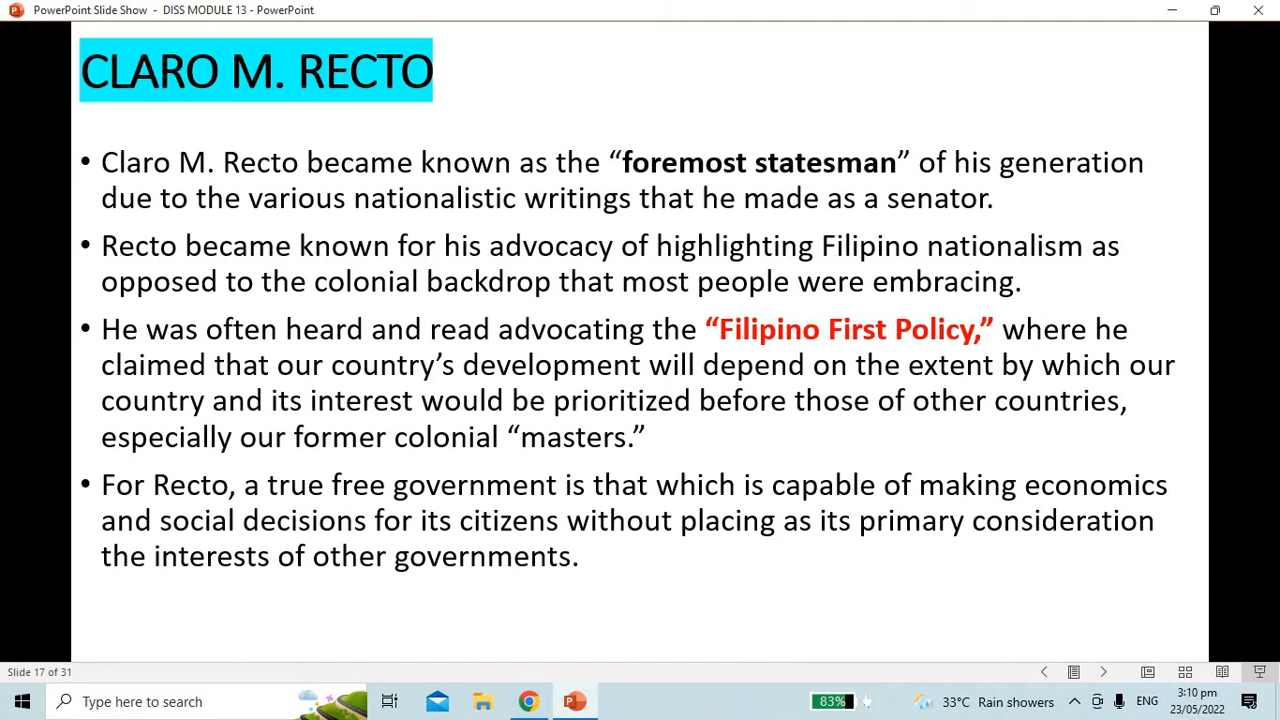 PowerPoint Slide Show - DISS MODULE 13 - PowerPoint
CLARO M. RECTO
• Claro M. Recto became known as the “foremost statesman” of his generation
due to the various nationalistic writings that he made as a senator.
• Recto became known for his advocacy of highlighting Filipino nationalism as
opposed to the colonial backdrop that most people were embracing.
• He was often heard and read advocating the “Filipino First Policy,” where he
claimed that our country’s development will depend on the extent by which our
country and its interest would be prioritized before those of other countries,
especially our former colonial “masters.”
• For Recto, a true free government is that which is capable of making economics
and social decisions for its citizens without placing as its primary consideration
the interests of other governments.
Slide 17 of 31
Type here to search
83%
33°C Rain showers
ENG
3:10 pm
23/05/2022